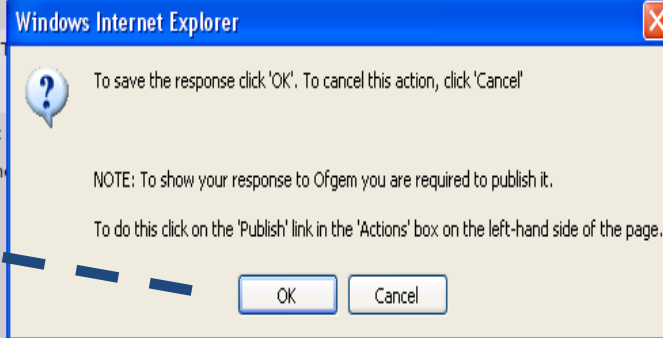 Windows Internet Explorer
To save the response click 'OK'. To cancel this action, click 'Cancel'
NOTE: To show your response to Ofgem you are required to publish it.
To do this click on the 'Publish' link in the 'Actions' box on the left-hand side of the page.
OK
Cancel